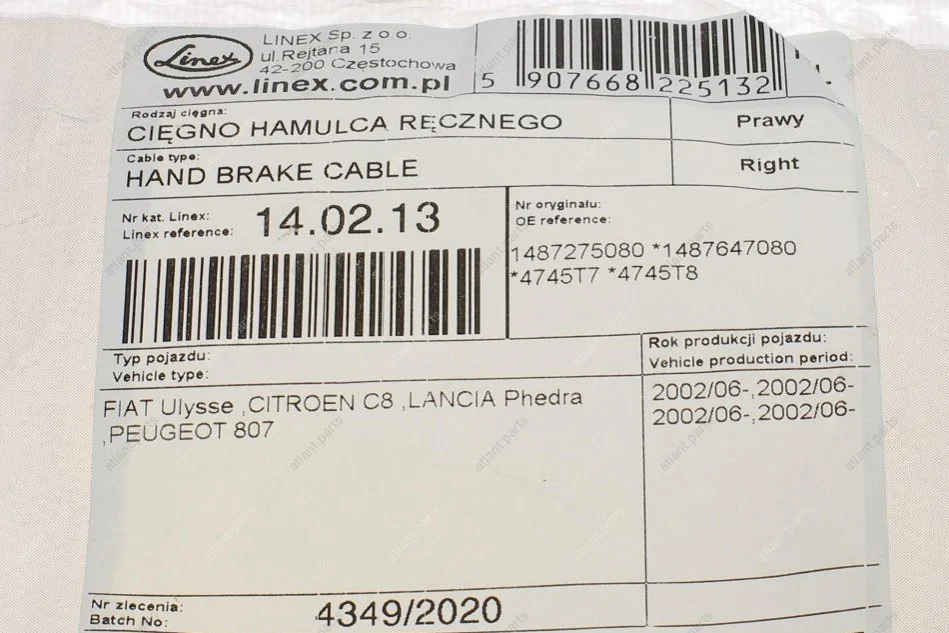 Linex
LINEX Sp. z o.o.
ul.Rejtana 15
42-200 Częstochowa
www.linex.com.pl
5 907668 225132
Rodzaj cięgna:
CIĘGNO HAMULCA RĘCZNEGO
Prawy
Cable type:
HAND BRAKE CABLE
Right
Nr kat. Linex:
Linex reference:
14.02.13
Nr oryginału:
OE reference:
1487275080 *1487647080
*4745T7 *4745T8
Typ pojazdu:
Vehicle type:
Rok produkcji pojazdu:
Vehicle production period:
FIAT Ulysse ,CITROEN C8 ,LANCIA Phedra
,PEUGEOT 807
2002/06-,2002/06-
2002/06-,2002/06-
Nr zlecenia:
Batch No:
4349/2020
atlant.parts